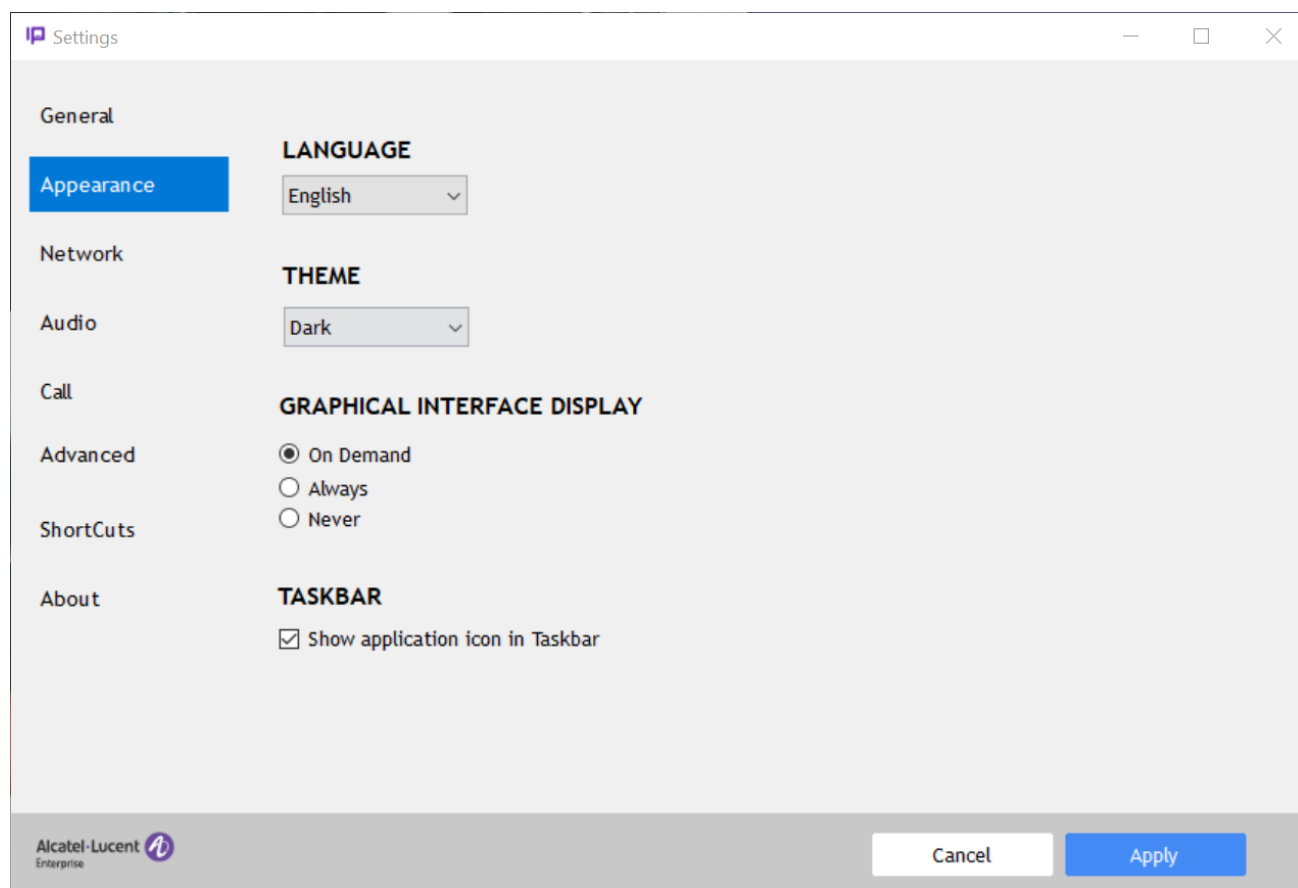 Settings
General
Appearance
Network
Audio
Call
Advanced
ShortCuts
About
LANGUAGE
English
THEME
Dark
GRAPHICAL INTERFACE DISPLAY
On Demand
Always
Never
TASKBAR
Show application icon in Taskbar
Alcatel·Lucent
Enterprise
Cancel
Apply